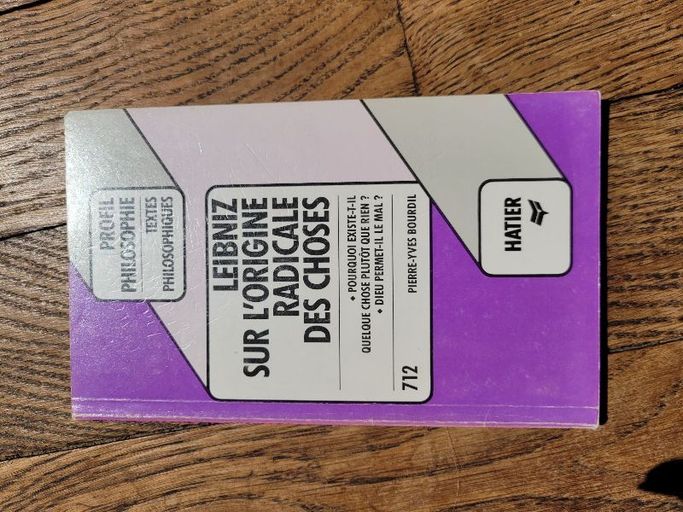 PROFIL
PHILOSOPHIE
TEXTES
PHILOSOPHIQUES
LEIBNIZ
SUR L'ORIGINE
RADICALE
DES CHOSES
• POURQUOI EXISTE-T-IL
QUELQUE CHOSE PLUTÔT QUE RIEN ?
• DIEU PERMET-IL LE MAL ?
712 PIERRE-YVES BOURDIL
HATIER